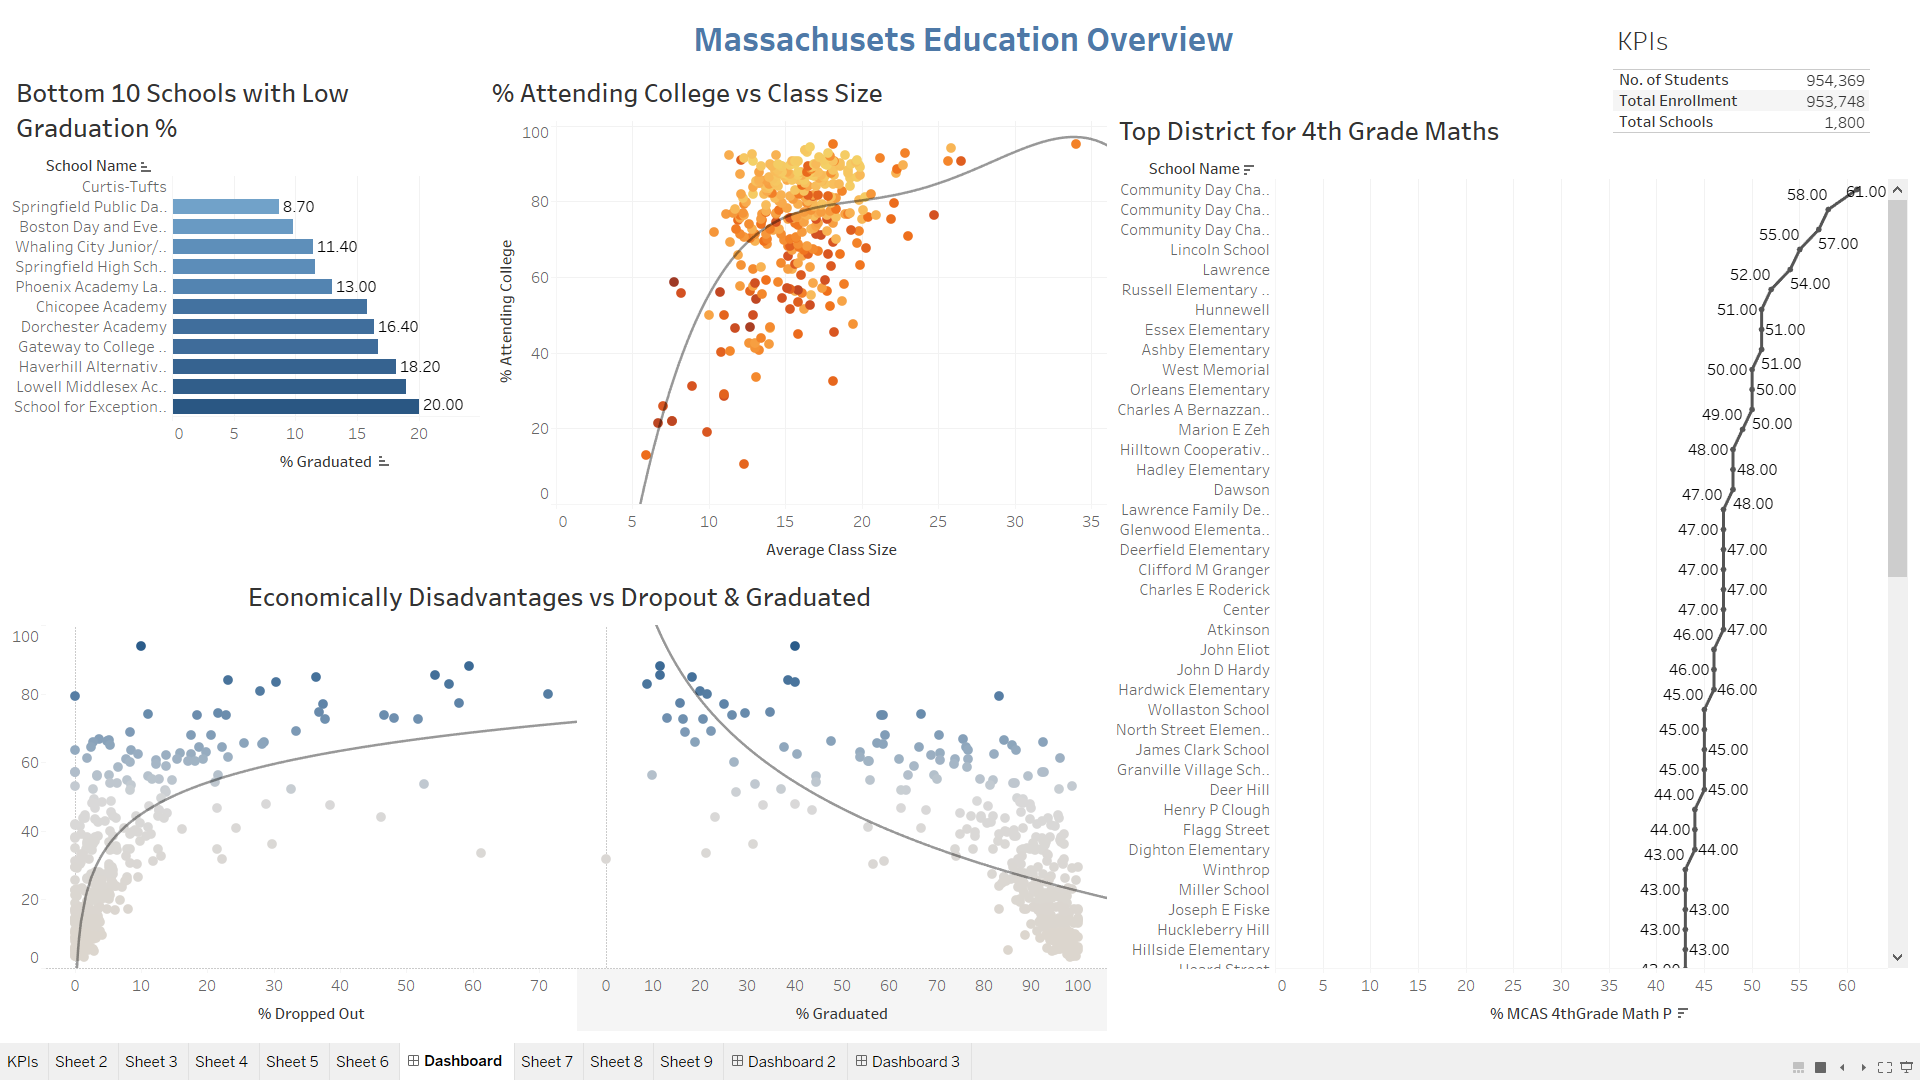 Massachusets Education Overview
KPIs
No. of Students 954,369
Total Enrollment 953,748
Total Schools 1,800
Bottom 10 Schools with Low
Graduation %
School Name
Curtis-Tufts
Springfield Public Da.. 8.70
Boston Day and Eve..
Whaling City Junior/.. 11.40
Springfield High Sch..
Phoenix Academy La.. 13.00
Chicopee Academy
Dorchester Academy 16.40
Gateway to College ..
Haverhill Alternativ.. 18.20
Lowell Middlesex Ac..
School for Exception.. 20.00
0 5 10 15 20
% Graduated
% Attending College vs Class Size
100
80
60
40
20
0
% Attending College
0 5 10 15 20 25 30 35
Average Class Size
Top District for 4th Grade Maths
School Name
Community Day Cha.. 61.00
Community Day Cha.. 58.00
Community Day Cha.. 57.00
Lincoln School 55.00
Lawrence 54.00
Russell Elementary .. 52.00
Hunnewell 51.00
Essex Elementary 51.00
Ashby Elementary 51.00
West Memorial 50.00
Orleans Elementary 50.00
Charles A Bernazzan.. 50.00
Marion E Zeh 49.00
Hilltown Cooperativ.. 48.00
Hadley Elementary 48.00
Dawson 48.00
Lawrence Family De.. 47.00
Glenwood Elementa.. 47.00
Deerfield Elementary 47.00
Clifford M Granger 47.00
Charles E Roderick 47.00
Center 47.00
Atkinson 47.00
John Eliot 46.00
John D Hardy 46.00
Hardwick Elementary 46.00
Wollaston School 45.00
North Street Elemen.. 45.00
James Clark School 45.00
Granville Village Sch.. 45.00
Deer Hill 45.00
Henry P Clough 44.00
Flagg Street 44.00
Dighton Elementary 44.00
Winthrop 43.00
Miller School 43.00
Joseph E Fiske 43.00
Huckleberry Hill 43.00
Hillside Elementary 43.00
Heard Street 43.00
0 5 10 15 20 25 30 35 40 45 50 55 60
% MCAS 4thGrade Math P
Economically Disadvantages vs Dropout & Graduated
100
80
60
40
20
0
0 10 20 30 40 50 60 70
% Dropped Out
0 10 20 30 40 50 60 70 80 90 100
% Graduated
KPIs Sheet 2 Sheet 3 Sheet 4 Sheet 5 Sheet 6 Dashboard Sheet 7 Sheet 8 Sheet 9 Dashboard 2 Dashboard 3